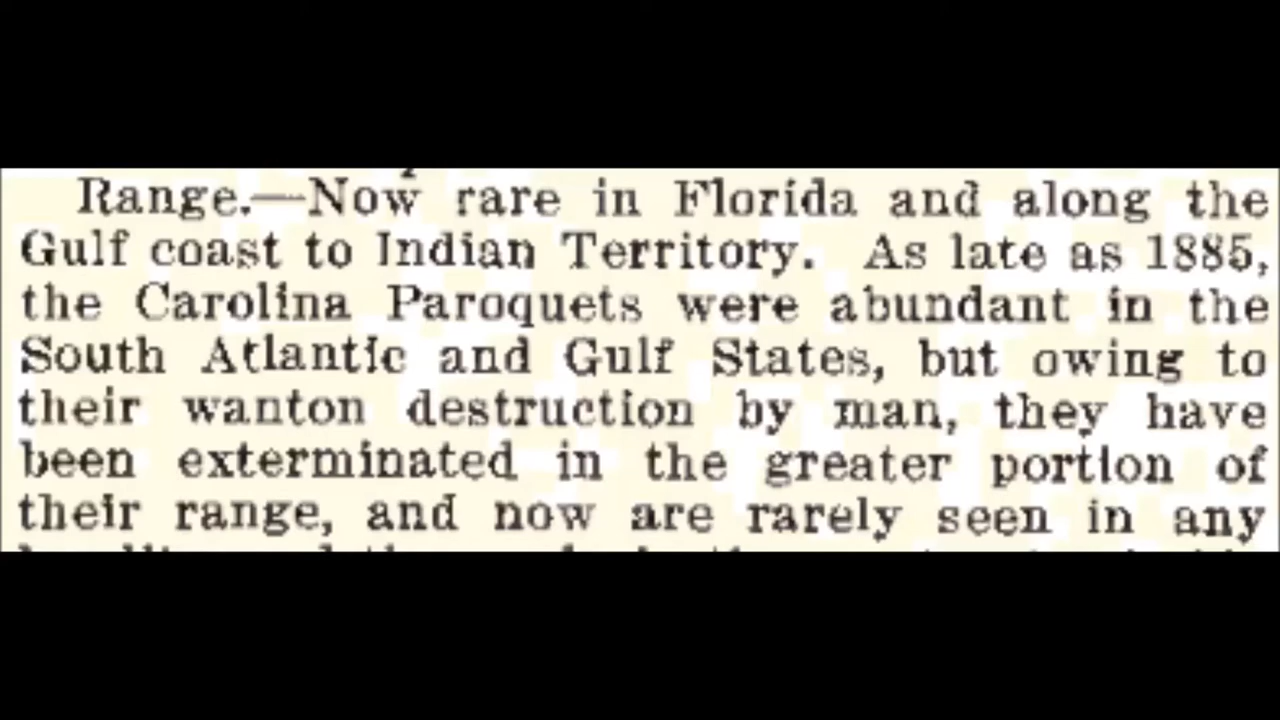 Range.—Now rare in Florida and along the
Gulf coast to Indian Territory. As late as 1885,
the Carolina Paroquets were abundant in the
South Atlantic and Gulf States, but owing to
their wanton destruction by man, they have
been exterminated in the greater portion of
their range, and now are rarely seen in any